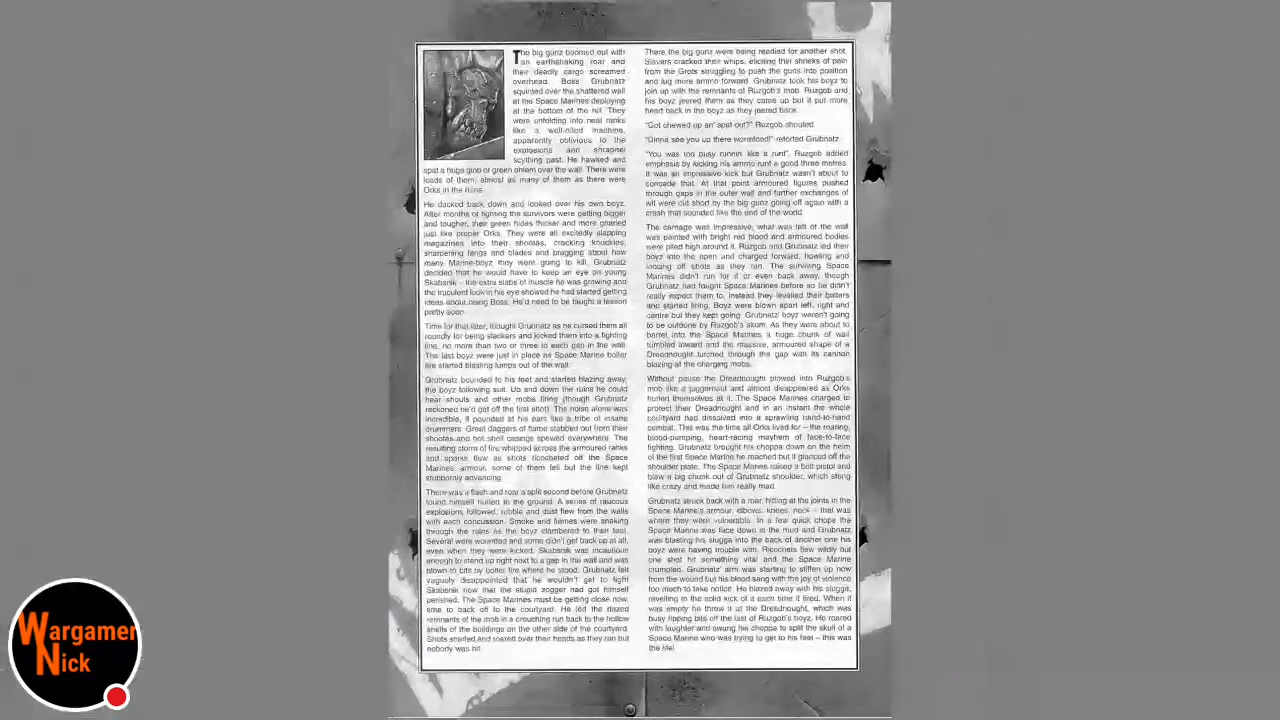 The big gunz boomed out with
an earthshaking roar and
their deadly cargo screamed
overhead. Boss Grubnatz
squinted over the shattered wall
at the Space Marines deploying
at the bottom of the hill. They
were unfolding into neat ranks
like a well-oiled machine,
apparently oblivious to the
explosions and shrapnel
scything past. He hawked and
spat a huge glob of green phlem over the wall. There were
loads of them, almost as many of them as there were
Orks in the ruins.
He ducked back down and looked over his own boyz.
After months of fighting the survivors were getting bigger
and tougher, their green hides thicker and more gnarled
just like proper Orks. They were all excitedly slapping
magazines into their shootas, cracking knuckles,
sharpening fangs and blades and bragging about how
many Marine-boyz they were going to kill. Grubnatz
decided that he would have to keep an eye on young
Skabsnik – the extra slabs of muscle he was growing and
the truculent look in his eye showed he had started getting
ideas about being Boss. He'd need to be taught a lesson
pretty soon.
Time for that later, thought Grubnatz as he cursed them all
roundly for being slackers and kicked them into a fighting
line, no more than two or three to each gap in the wall.
The last boyz were just in place as Space Marine bolter
fire started blasting lumps out of the wall.
Grubnatz bounded to his feet and started blazing away,
the boyz following suit. Up and down the ruins he could
hear shouts and other mobs firing (though Grubnatz
reckoned he'd got off the first shot). The noise alone was
incredible, it pounded at his ears like a tribe of insane
drummers. Great daggers of flame stabbed out from their
shootas and hot shell casings spewed everywhere. The
resulting storm of fire whipped across the armoured ranks
and sparks flew as shots ricocheted off the Space
Marines' armour, some of them fell but the line kept
stubbornly advancing.
There was a flash and roar a split second before Grubnatz
found himself hurled to the ground. A series of raucous
explosions followed, rubble and dust flew from the walls
with each concussion. Smoke and flames were snaking
through the ruins as the boyz clambered to their feet.
Several were wounded and some didn't get back up at all,
even when they were kicked. Skabsnik was incautious
enough to stand up right next to a gap in the wall and was
blown to bits by bolter fire where he stood. Grubnatz felt
vaguely disappointed that he wouldn't get to fight
Skabsnik now that the stupid zogger had got himself
perished. The Space Marines must be getting close now,
time to back off to the courtyard. He led the dazed
remnants of the mob in a crouching run back to the hollow
shells of the buildings on the other side of the courtyard.
Shots snarled and roared over their heads as they ran but
nobody was hit.
There the big gunz were being readied for another shot.
Slavers cracked their whips, eliciting thin shrieks of pain
from the Grots struggling to push the guns into position
and lug more ammo forward. Grubnatz took his boyz to
join up with the remnants of Ruzgob's mob. Ruzgob and
his boyz jeered them as they came up but it put more
heart back in the boyz as they jeered back.
"Got chewed up an' spat out?" Ruzgob shouted.
"Dinna see you up there wormfood!" retorted Grubnatz.
"You was too busy runnin' like a runt". Ruzgob added
emphasis by kicking his ammo runt a good three metres.
It was an impressive kick but Grubnatz wasn't about to
concede that. At that point armoured figures pushed
through gaps in the outer wall and further exchanges of
wit were cut short by the big gunz going off again with a
crash that sounded like the end of the world.
The carnage was impressive, what was left of the wall
was painted with bright red blood and armoured bodies
were piled high around it. Ruzgob and Grubnatz led their
boyz into the open and charged forward, howling and
loosing off shots as they ran. The surviving Space
Marines didn't run for it or even back away, though
Grubnatz had fought Space Marines before so he didn't
really expect them to, instead they levelled their bolters
and started firing. Boyz were blown apart left, right and
centre but they kept going. Grubnatz' boyz weren't going
to be outdone by Ruzgob's skum. As they were about to
barrel into the Space Marines a huge chunk of wall
tumbled inward and the massive, armoured shape of a
Dreadnought lurched through the gap with its cannon
blazing at the charging mobs.
Without pause the Dreadnought plowed into Ruzgob's
mob like a juggernaut and almost disappeared as Orks
hurled themselves at it. The Space Marines charged to
protect their Dreadnought and in an instant the whole
courtyard had dissolved into a sprawling hand-to-hand
combat. This was the time all Orks lived for – the roaring,
blood-pumping, heart-racing mayhem of face-to-face
fighting. Grubnatz brought his choppa down on the helm
of the first Space Marine he reached but it glanced off the
shoulder plate. The Space Marine raised a bolt pistol and
blew a big chunk out of Grubnatz shoulder, which stung
like crazy and made him really mad.
Grubnatz struck back with a roar, hitting at the joints in the
Space Marine's armour, elbows, knees, neck – that was
where they were vulnerable. In a few quick chops the
Space Marine was face down in the mud and Grubnatz
was blasting his slugga into the back of another one his
boyz were having trouble with. Ricochets flew wildly but
one shot hit something vital and the Space Marine
crumpled. Grubnatz' arm was starting to stiffen up now
from the wound but his blood sang with the joy of violence
too much to take notice. He blazed away with his slugga,
revelling in the solid kick of it each time it fired. When it
was empty he threw it at the Dreadnought, which was
busy ripping bits off the last of Ruzgob's boyz. He roared
with laughter and swung his choppa to split the skull of a
Space Marine who was trying to get to his feet – this was
the life!
Wargamer
Nick